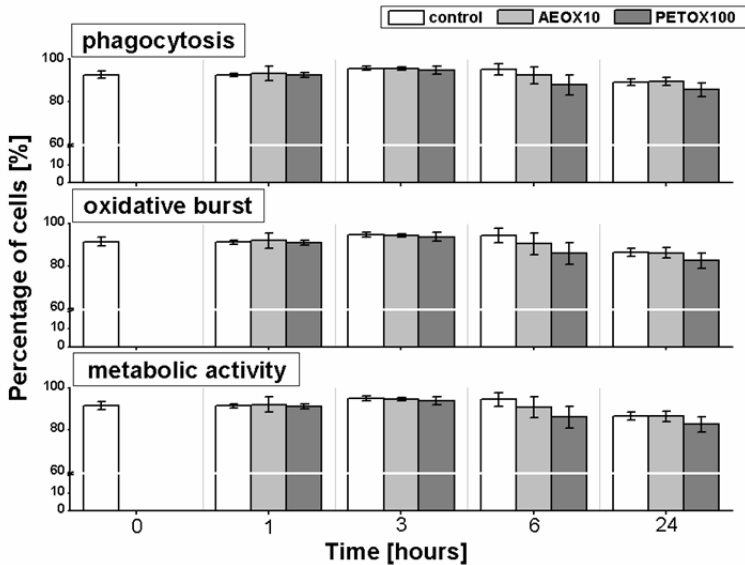 control AEOX10 PETOX100
phagocytosis
100
80
60
10
0
oxidative burst
100
80
60
10
0
metabolic activity
100
80
60
10
0
Percentage of cells [%]
0 1 3 6 24
Time [hours]